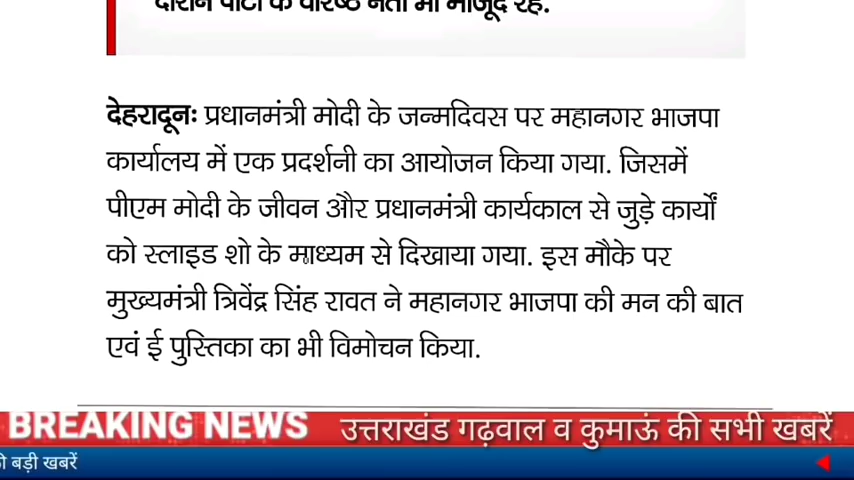 दौरान पार्टी के वरिष्ठ नेता भी मौजूद रहे.
देहरादूनः प्रधानमंत्री मोदी के जन्मदिवस पर महानगर भाजपा
कार्यालय में एक प्रदर्शनी का आयोजन किया गया. जिसमें
पीएम मोदी के जीवन और प्रधानमंत्री कार्यकाल से जुड़े कार्यों
को स्लाइड शो के माध्यम से दिखाया गया. इस मौके पर
मुख्यमंत्री त्रिवेंद्र सिंह रावत ने महानगर भाजपा की मन की बात
एवं ई पुस्तिका का भी विमोचन किया.
BREAKING NEWS उत्तराखंड गढ़वाल व कुमाऊं की सभी खबरें
बड़ी खबरें